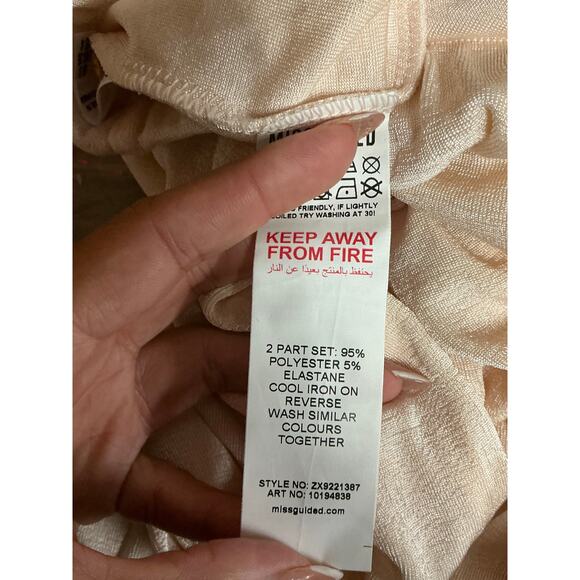 FRIENDLY, IF LIGHTLY
SOILED TRY WASHING AT 30!
KEEP AWAY
FROM FIRE
يحتفظ بالمنتج بعيدًا عن النار
2 PART SET: 95%
POLYESTER 5%
ELASTANE
COOL IRON ON
REVERSE
WASH SIMILAR
COLOURS
TOGETHER
STYLE NO: ZX9221387
ART NO: 10194838
missguided.com